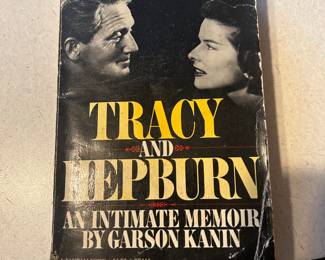 TRACY
AND
HEPBURN
AN INTIMATE MEMOIR
BY GARSON KANIN